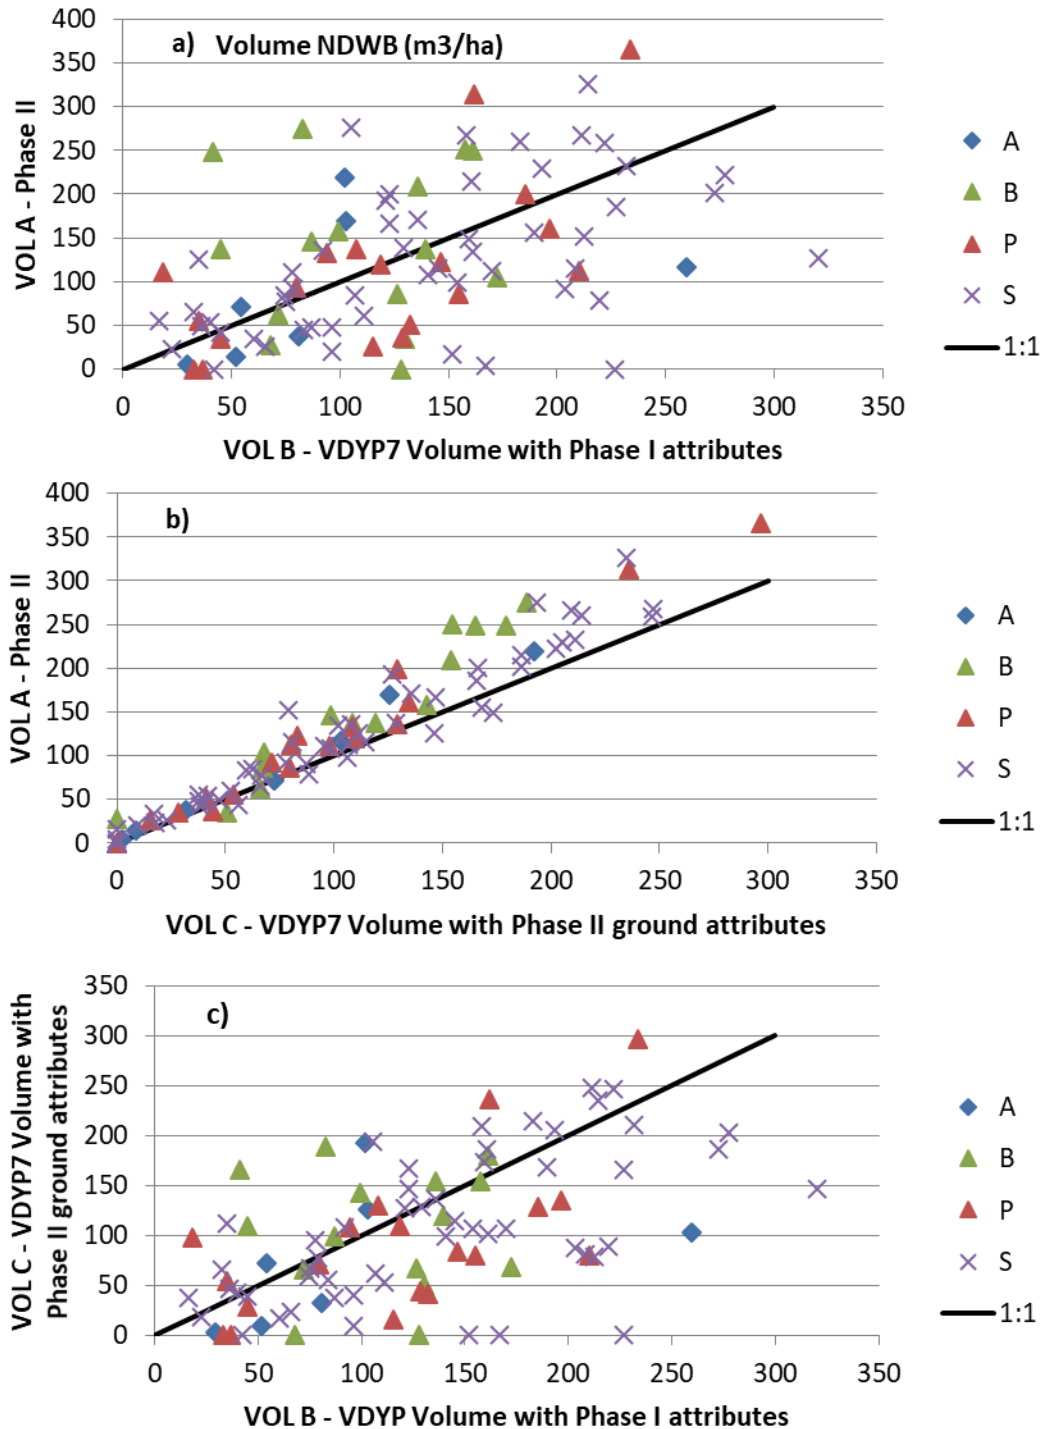 a) Volume NDWB (m3/ha)
VOL A - Phase II
400
350
300
250
200
150
100
50
0
0 50 100 150 200 250 300 350
VOL B - VDYP7 Volume with Phase I attributes
A
B
P
S
1:1
b)
VOL A - Phase II
400
350
300
250
200
150
100
50
0
0 50 100 150 200 250 300 350
VOL C - VDYP7 Volume with Phase II ground attributes
A
B
P
S
1:1
c)
VOL C - VDYP7 Volume with
Phase II ground attributes
350
300
250
200
150
100
50
0
0 50 100 150 200 250 300 350
VOL B - VDYP Volume with Phase I attributes
A
B
P
S
1:1